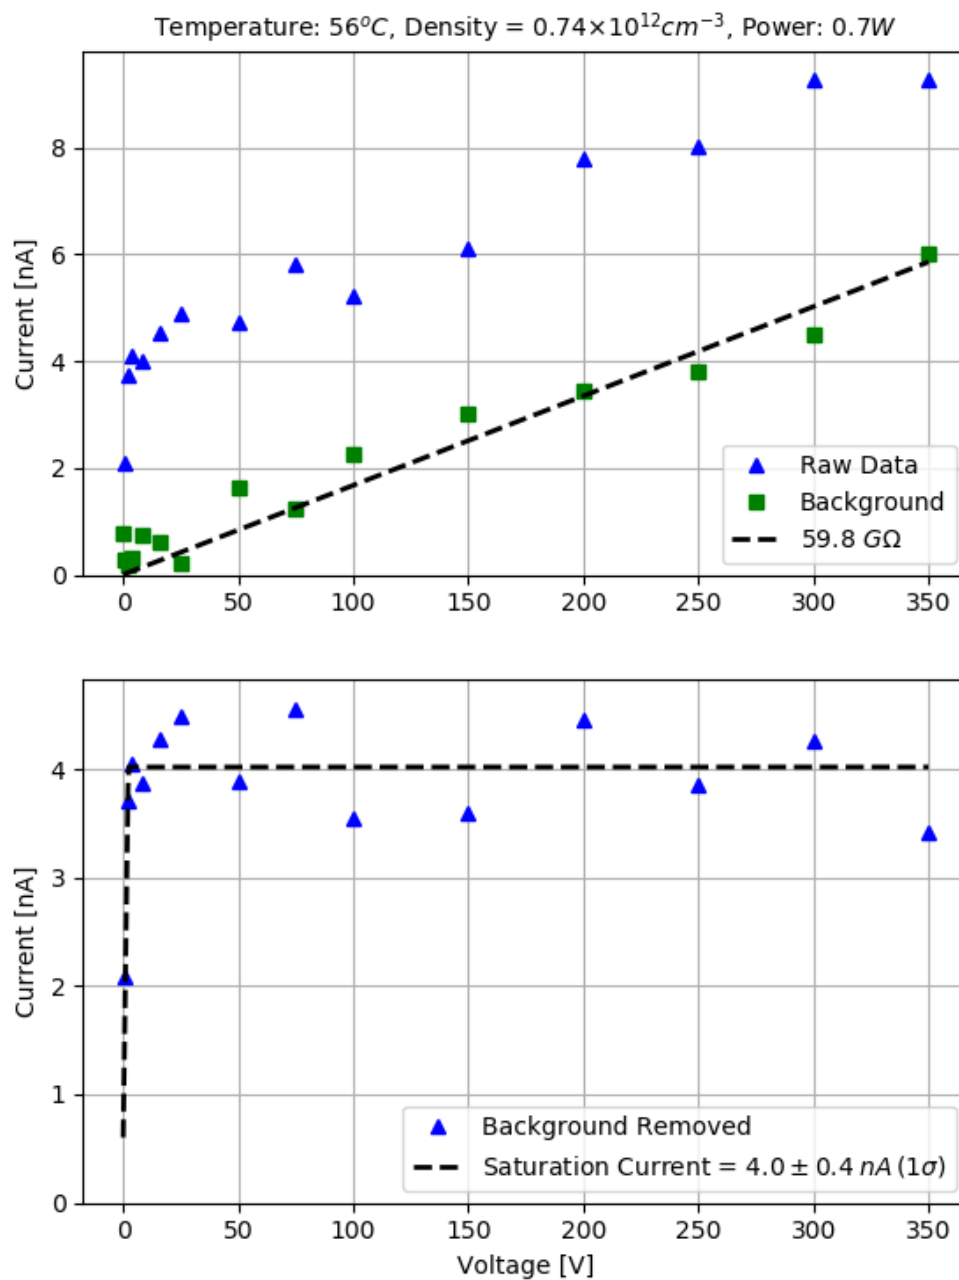 Temperature: 56°C, Density = 0.74×10¹²cm⁻³, Power: 0.7W
Current [nA]
8
6
4
2
0
Raw Data
Background
59.8 GΩ
0 50 100 150 200 250 300 350
Current [nA]
4
3
2
1
0
Background Removed
Saturation Current = 4.0 ± 0.4 nA (1σ)
0 50 100 150 200 250 300 350
Voltage [V]